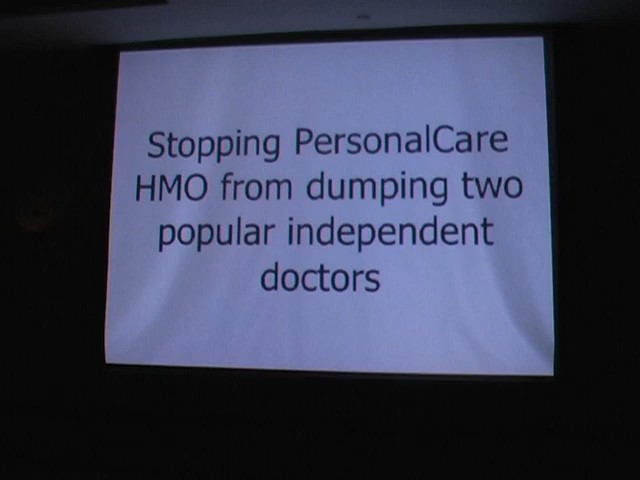 Stopping PersonalCare
HMO from dumping two
popular independent
doctors